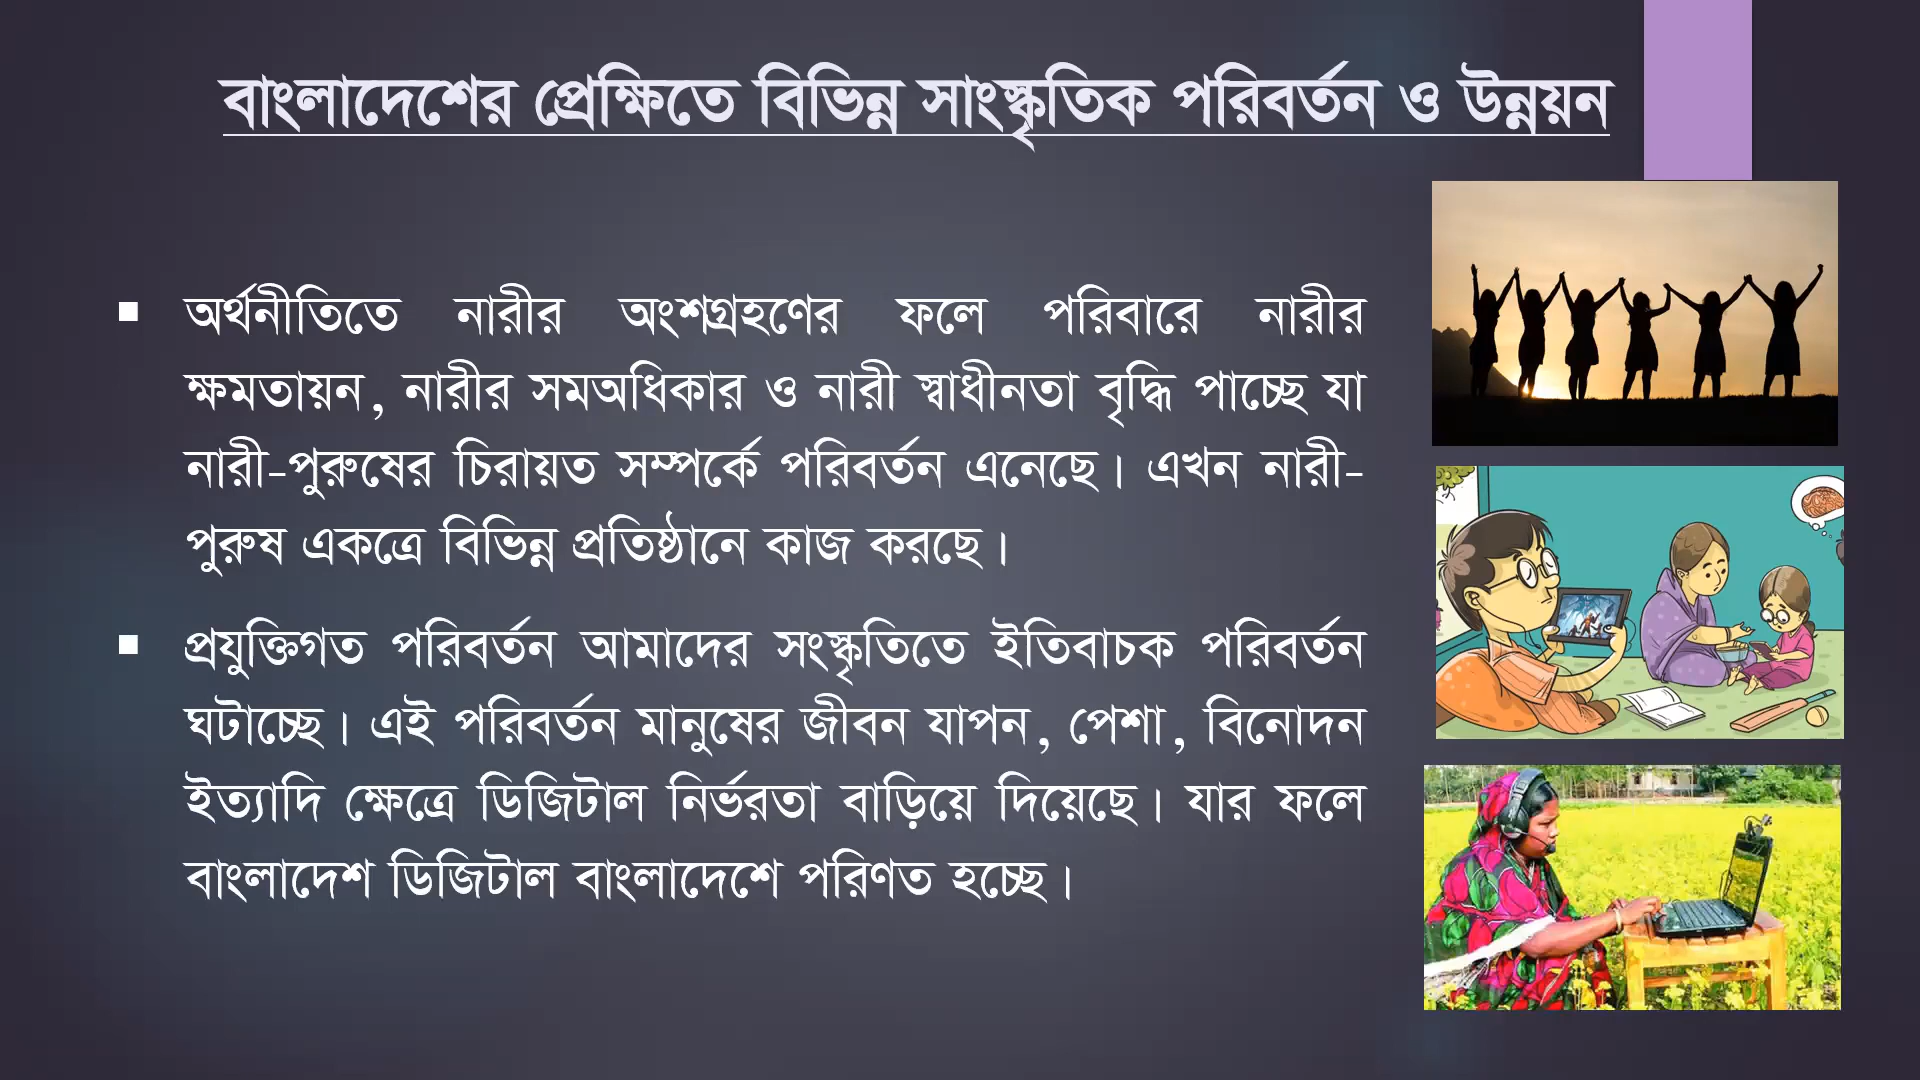 বাংলাদেশের প্রেক্ষিতে বিভিন্ন সাংস্কৃতিক পরিবর্তন ও উন্নয়ন
▪ অর্থনীতিতে নারীর অংশগ্রহণের ফলে পরিবারে নারীর
ক্ষমতায়ন, নারীর সমঅধিকার ও নারী স্বাধীনতা বৃদ্ধি পাচ্ছে যা
নারী-পুরুষের চিরায়ত সম্পর্কে পরিবর্তন এনেছে। এখন নারী-
পুরুষ একত্রে বিভিন্ন প্রতিষ্ঠানে কাজ করছে।
▪ প্রযুক্তিগত পরিবর্তন আমাদের সংস্কৃতিতে ইতিবাচক পরিবর্তন
ঘটাচ্ছে। এই পরিবর্তন মানুষের জীবন যাপন, পেশা, বিনোদন
ইত্যাদি ক্ষেত্রে ডিজিটাল নির্ভরতা বাড়িয়ে দিয়েছে। যার ফলে
বাংলাদেশ ডিজিটাল বাংলাদেশে পরিণত হচ্ছে।